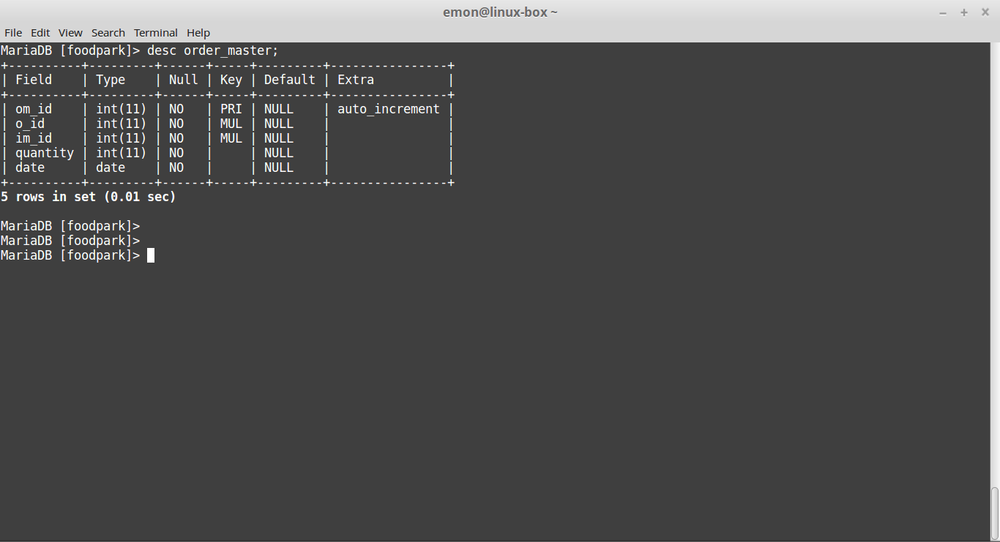 emon@linux-box ~
File Edit View Search Terminal Help
MariaDB [foodpark]> desc order_master;
+----------+---------+------+-----+---------+----------------+
| Field    | Type    | Null | Key | Default | Extra          |
+----------+---------+------+-----+---------+----------------+
| om_id    | int(11) | NO   | PRI | NULL    | auto_increment |
| o_id     | int(11) | NO   | MUL | NULL    |                |
| im_id    | int(11) | NO   | MUL | NULL    |                |
| quantity | int(11) | NO   |     | NULL    |                |
| date     | date    | NO   |     | NULL    |                |
+----------+---------+------+-----+---------+----------------+
5 rows in set (0.01 sec)
MariaDB [foodpark]>
MariaDB [foodpark]>
MariaDB [foodpark]>